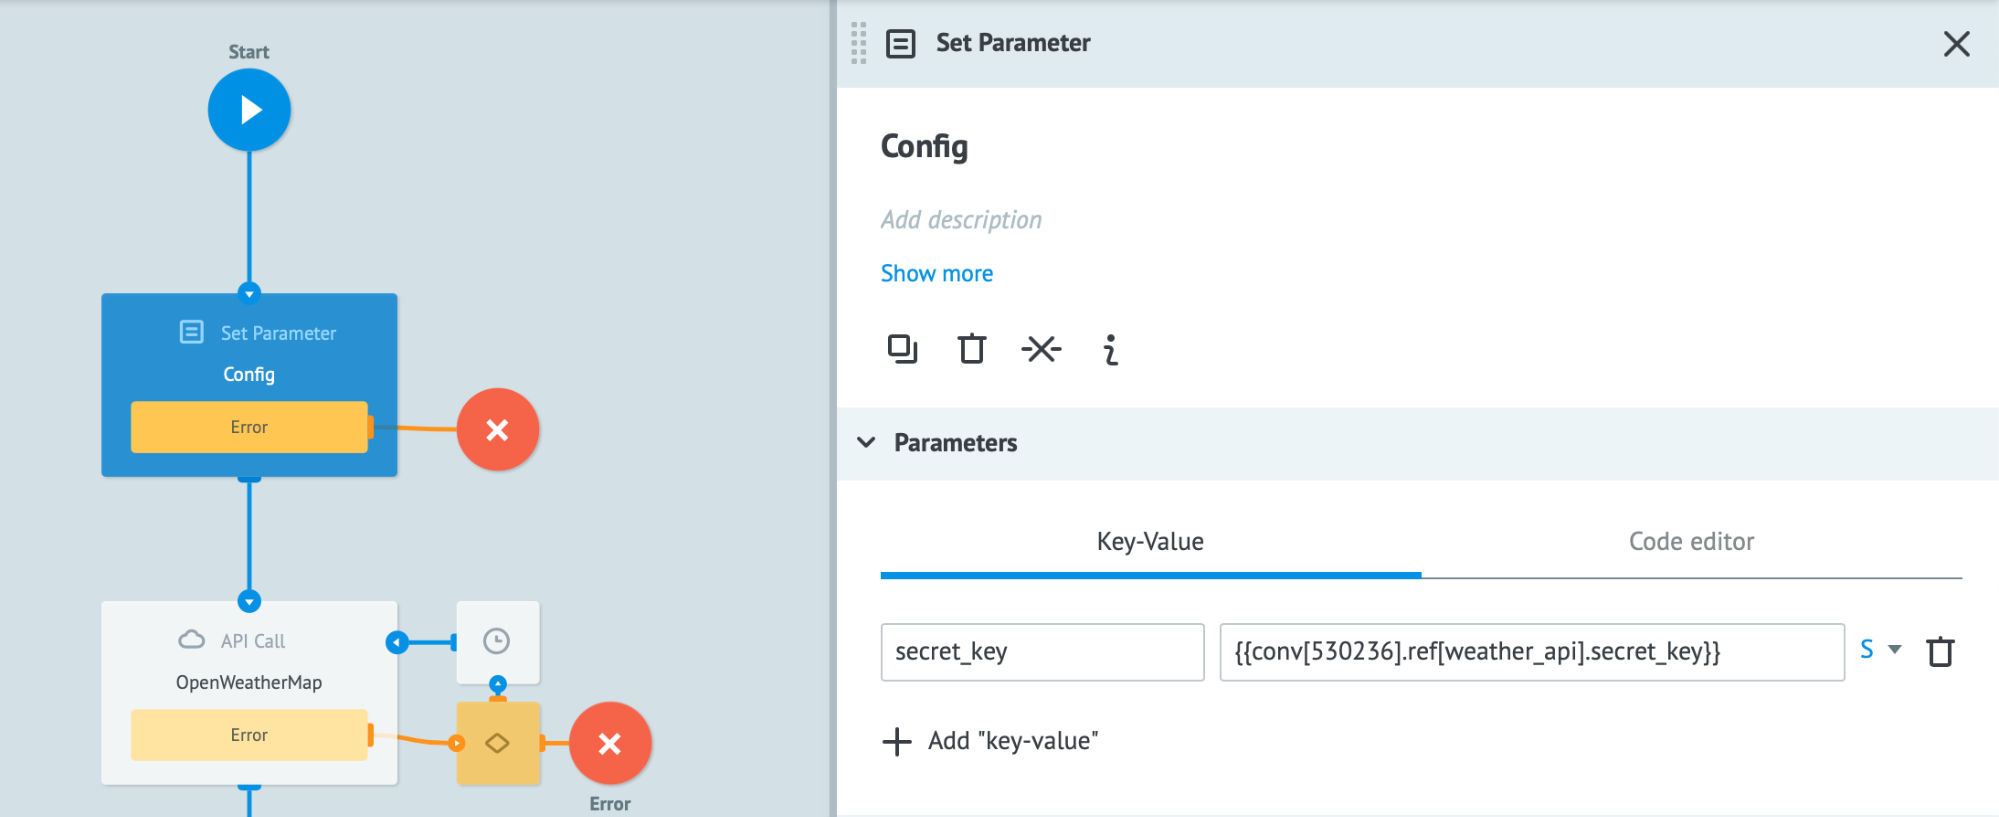 Start
Set Parameter
Config
Error
API Call
OpenWeatherMap
Error
Error
Set Parameter
Config
Add description
Show more
Parameters
Key-Value
Code editor
secret_key
{{conv[530236].ref[weather_api].secret_key}}
S
Add "key-value"